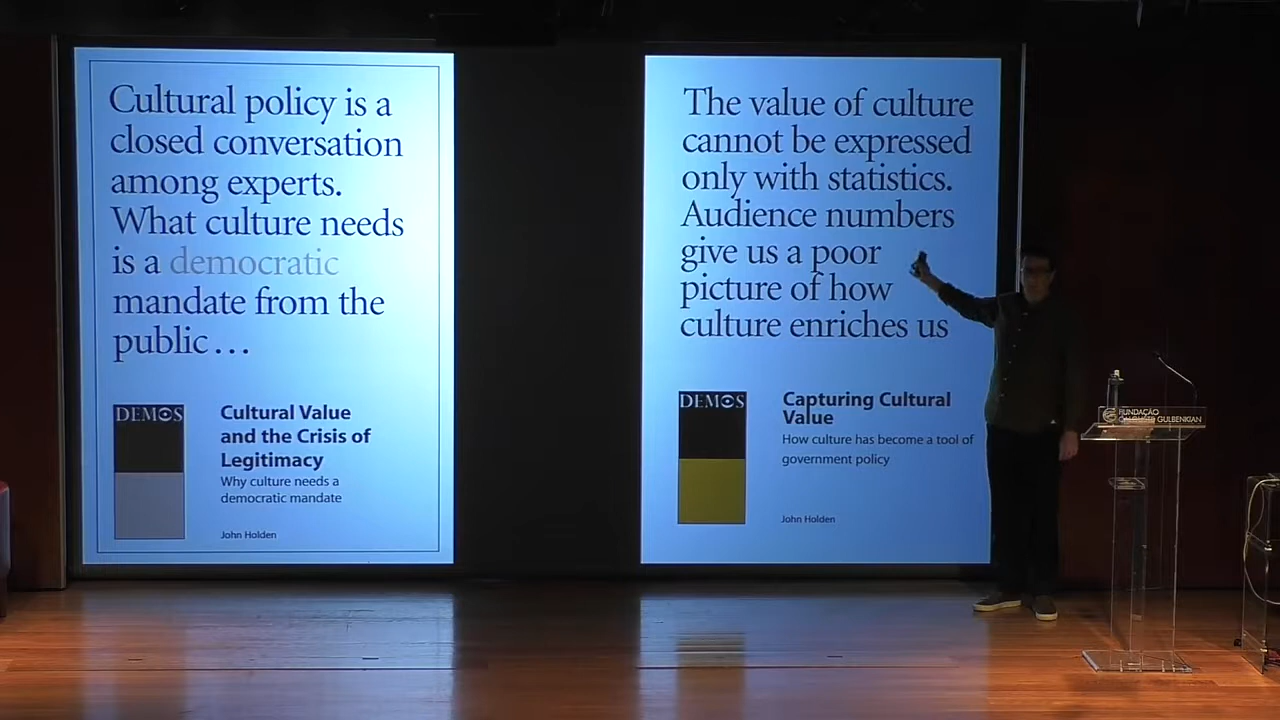 Cultural policy is a
closed conversation
among experts.
What culture needs
is a democratic
mandate from the
public...
DEMOS
Cultural Value
and the Crisis of
Legitimacy
Why culture needs a
democratic mandate
John Holden
The value of culture
cannot be expressed
only with statistics.
Audience numbers
give us a poor
picture of how
culture enriches us
DEMOS
Capturing Cultural
Value
How culture has become a tool of
government policy
John Holden
FUNDAÇÃO
CALOUSTE GULBENKIAN